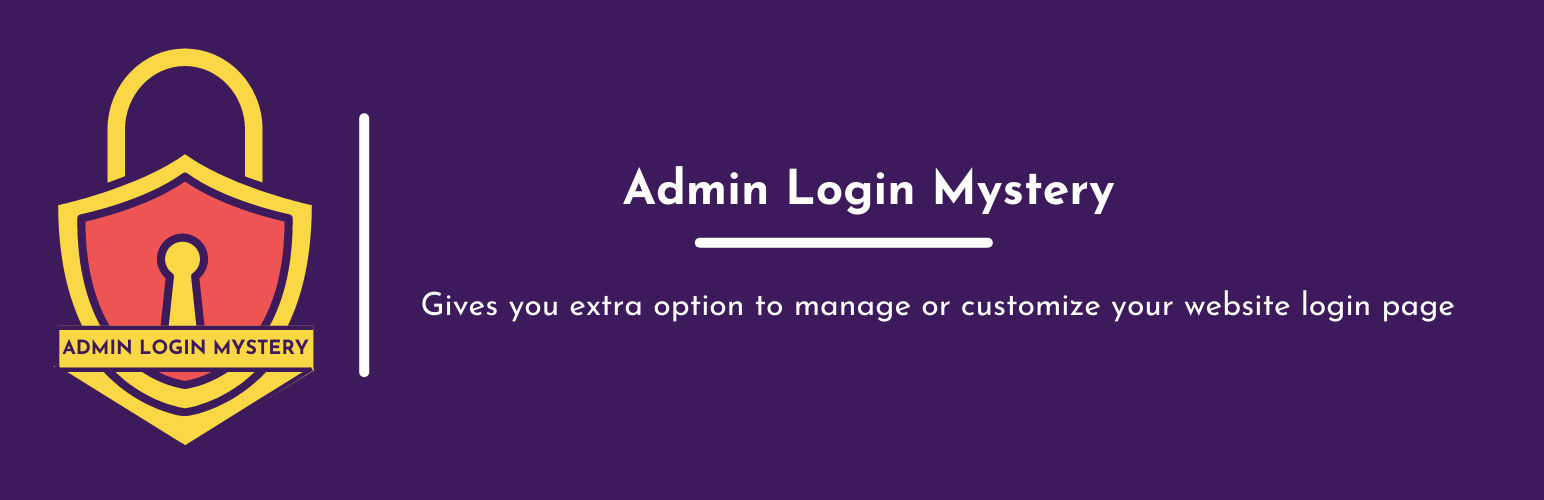 ADMIN LOGIN MYSTERY
Admin Login Mystery
Gives you extra option to manage or customize your website login page